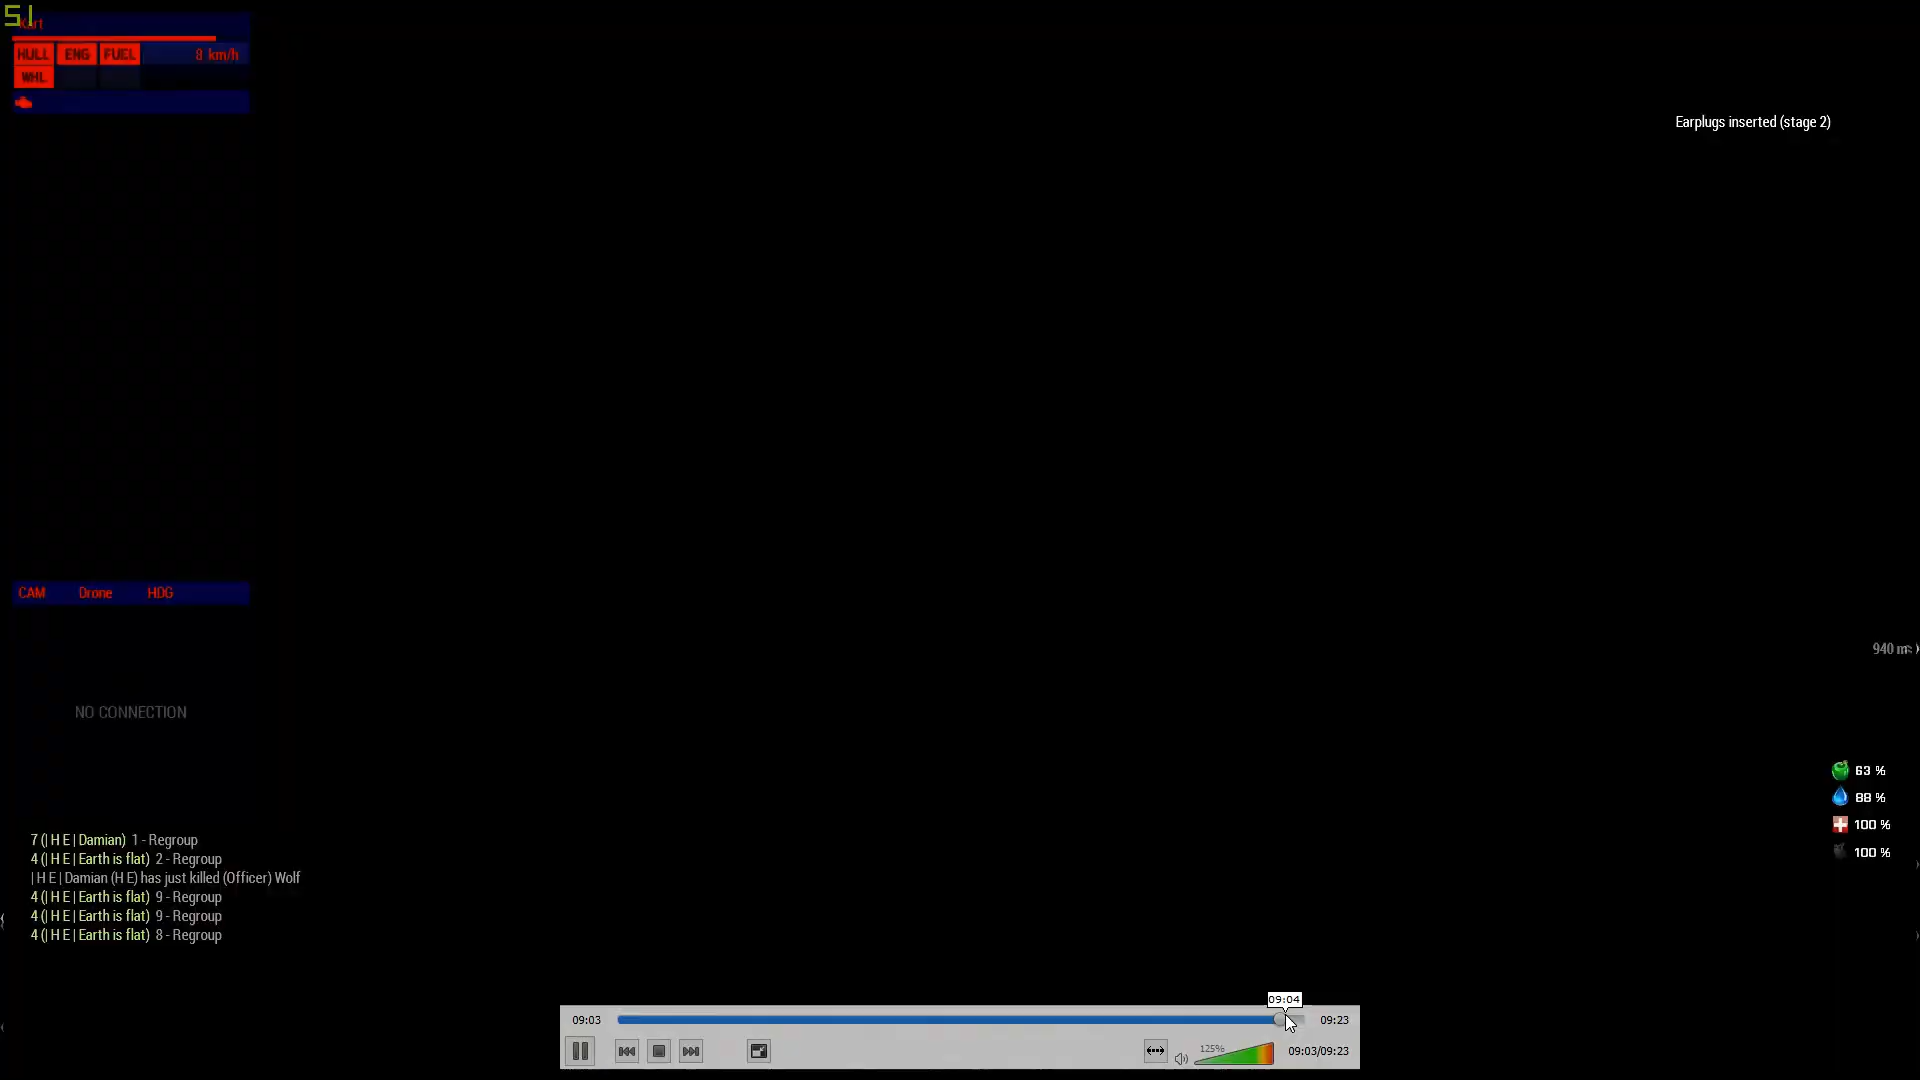 51
Kart
HULL ENG FUEL 8 km/h
WHL
Earplugs inserted (stage 2)
CAM Drone HDG
940 m
NO CONNECTION
63 %
88 %
100 %
100 %
7 (| H E | Damian) 1 - Regroup
4 (| H E | Earth is flat) 2 - Regroup
| H E | Damian (H E) has just killed (Officer) Wolf
4 (| H E | Earth is flat) 9 - Regroup
4 (| H E | Earth is flat) 9 - Regroup
4 (| H E | Earth is flat) 8 - Regroup
09:04
09:03 09:23
125% 09:03/09:23